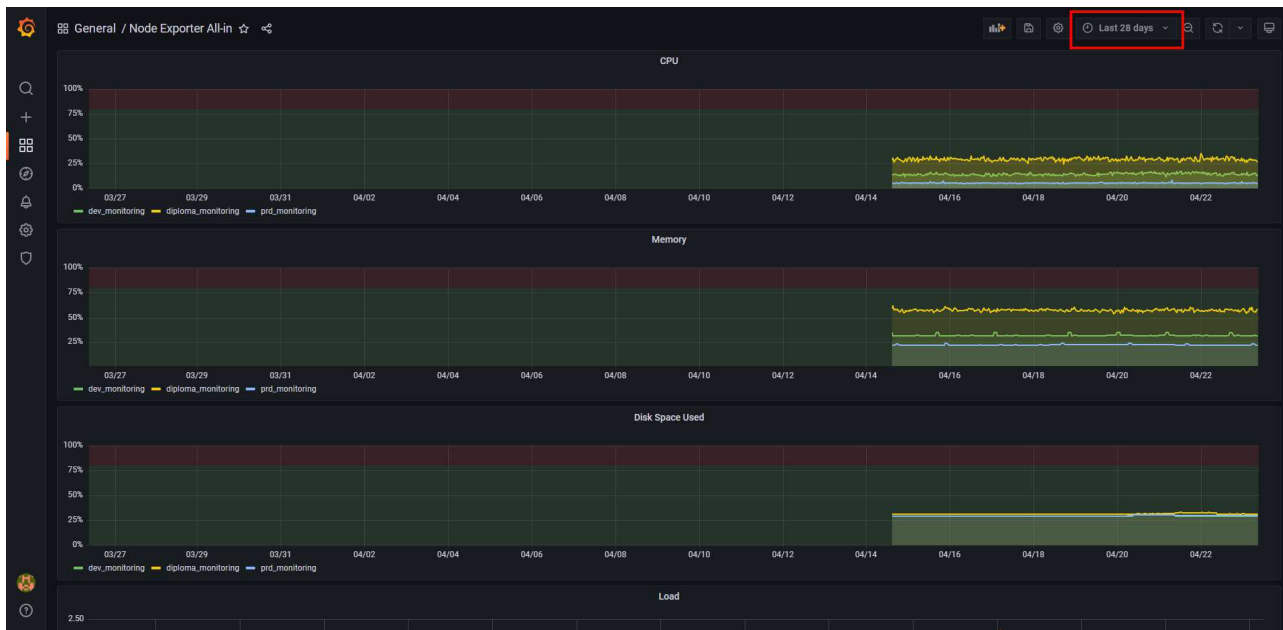 General / Node Exporter All-in
Last 28 days
CPU
100%
75%
50%
25%
0%
03/27 03/29 03/31 04/02 04/04 04/06 04/08 04/10 04/12 04/14 04/16 04/18 04/20 04/22
dev_monitoring diploma_monitoring prd_monitoring
Memory
100%
75%
50%
25%
03/27 03/29 03/31 04/02 04/04 04/06 04/08 04/10 04/12 04/14 04/16 04/18 04/20 04/22
dev_monitoring diploma_monitoring prd_monitoring
Disk Space Used
100%
75%
50%
25%
0%
03/27 03/29 03/31 04/02 04/04 04/06 04/08 04/10 04/12 04/14 04/16 04/18 04/20 04/22
dev_monitoring diploma_monitoring prd_monitoring
Load
2.50